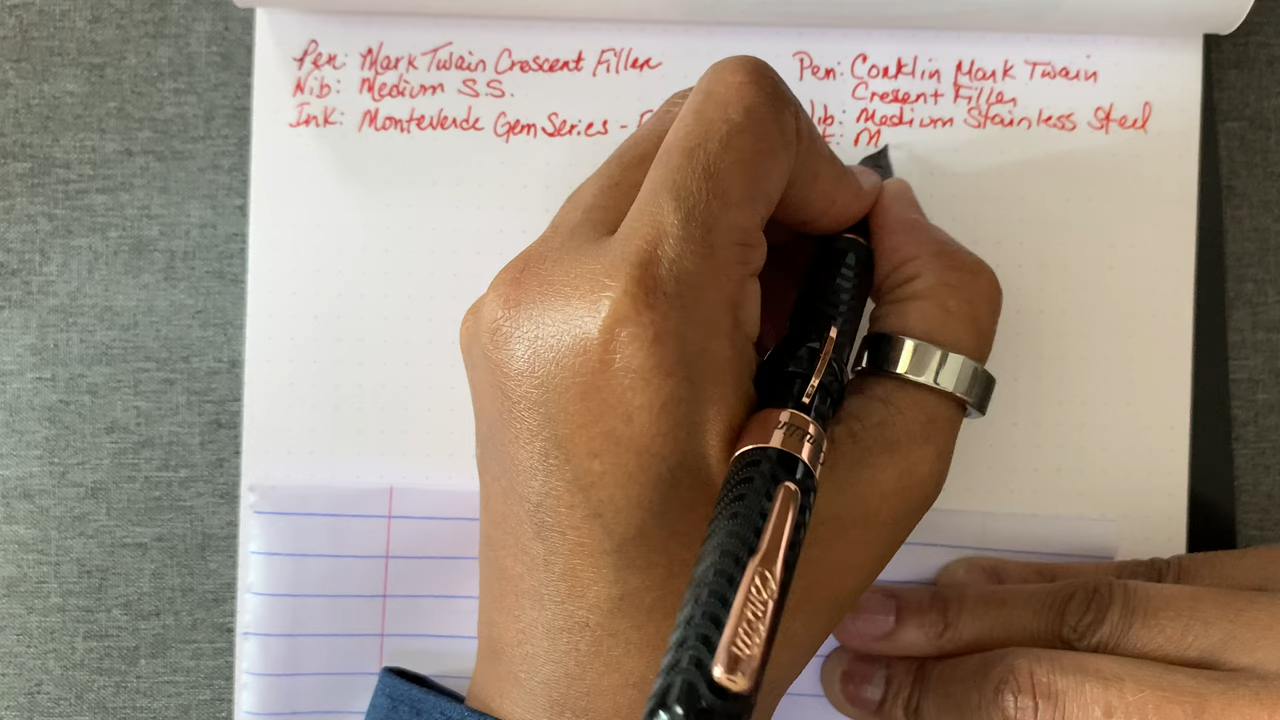 Pen: Mark Twain Crescent Filler
Nib: Medium S.S.
Ink: Monteverde Gem Series -
Pen: Conklin Mark Twain
Cresent Filler
Medium Stainless Steel
M
Conklin